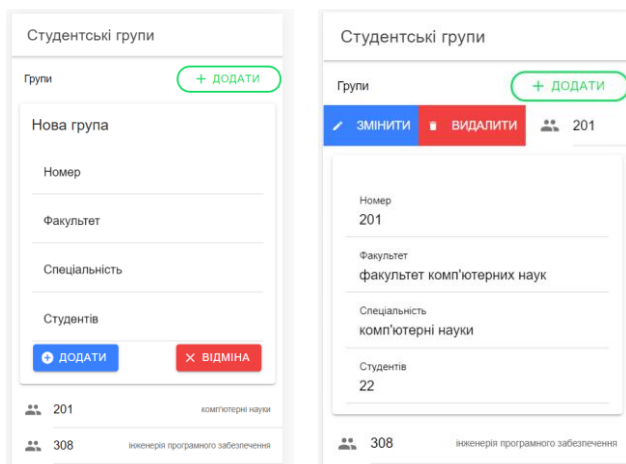 Студентські групи
Групи
+ ДОДАТИ
Нова група
Номер
Факультет
Спеціальність
Студентів
ДОДАТИ
ВІДМІНА
201 комп'ютерні науки
308 інженерія програмного забезпечення
Студентські групи
Групи
+ ДОДАТИ
ЗМІНИТИ ВИДАЛИТИ 201
Номер
201
Факультет
факультет комп'ютерних наук
Спеціальність
комп'ютерні науки
Студентів
22
308 інженерія програмного забезпечення